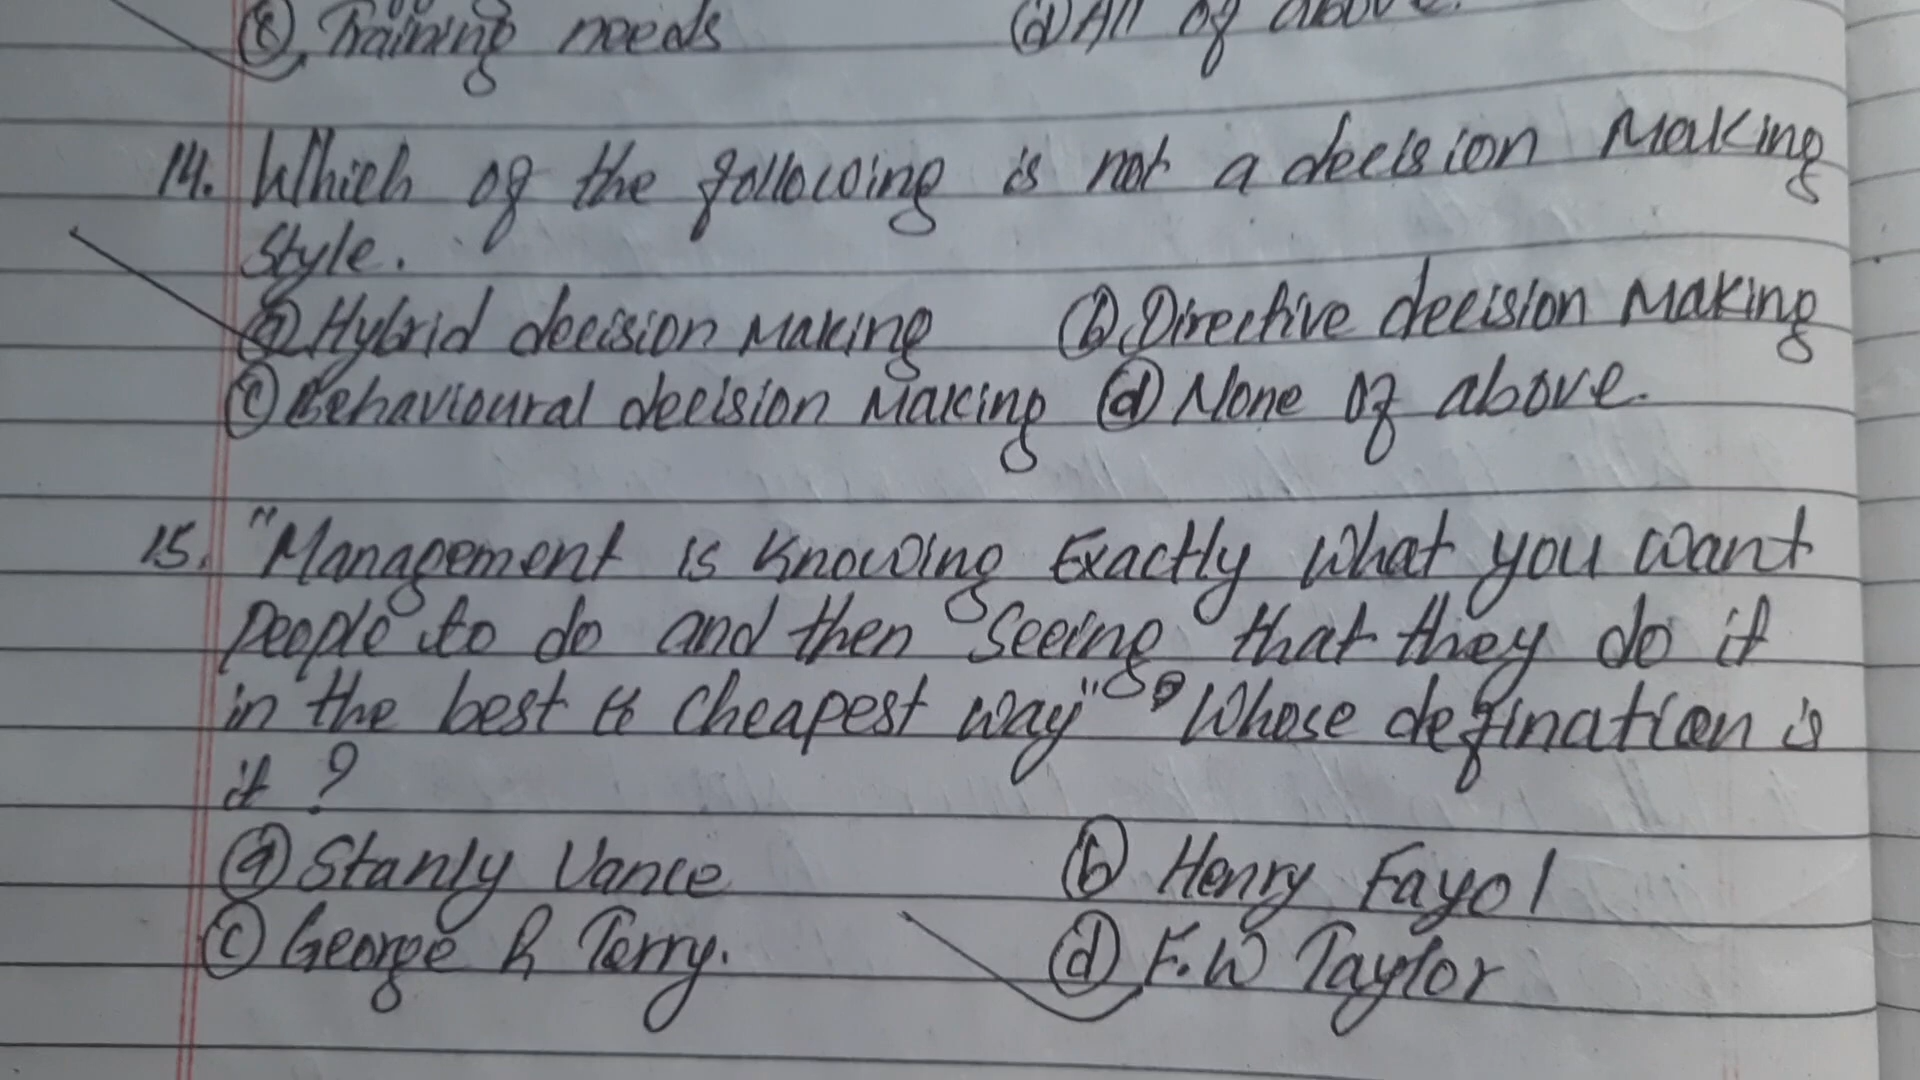 (c) Training needs (d) All of above.
14. Which of the following is not a decision Making
Style.
(a) Hybrid decision Making (b) Directive decision Making
(c) Behavioural decision Making (d) None of above.
15. "Management is Knowing Exactly What you want
People to do and then Seeing that they do it
in the best & Cheapest way". Whose defination is
it ?
(a) Stanly Vance (b) Henry Fayol
(c) George R Terry. (d) F.W Taylor